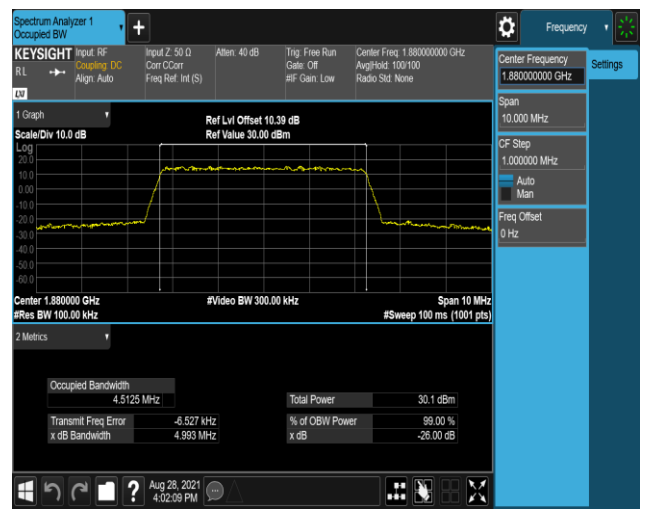 Spectrum Analyzer 1
Occupied BW
Frequency
KEYSIGHT
RL
LXI
Input: RF
Coupling: DC
Align: Auto
Input Z: 50 Ω
Corr CCorr
Freq Ref: Int (S)
Atten: 40 dB
Trig: Free Run
Gate: Off
#IF Gain: Low
Center Freq: 1.880000000 GHz
Avg|Hold: 100/100
Radio Std: None
Center Frequency
1.880000000 GHz
Settings
Span
10.000 MHz
CF Step
1.000000 MHz
Auto
Man
Freq Offset
0 Hz
1 Graph
Scale/Div 10.0 dB
Ref Lvl Offset 10.39 dB
Ref Value 30.00 dBm
Log
20.0
10.0
0.00
-10.0
-20.0
-30.0
-40.0
-50.0
-60.0
Center 1.880000 GHz
#Video BW 300.00 kHz
Span 10 MHz
#Res BW 100.00 kHz
#Sweep 100 ms (1001 pts)
2 Metrics
Occupied Bandwidth
4.5125 MHz
Total Power 30.1 dBm
Transmit Freq Error -6.527 kHz
% of OBW Power 99.00 %
x dB Bandwidth 4.993 MHz
x dB -26.00 dB
?
Aug 28, 2021
4:02:09 PM